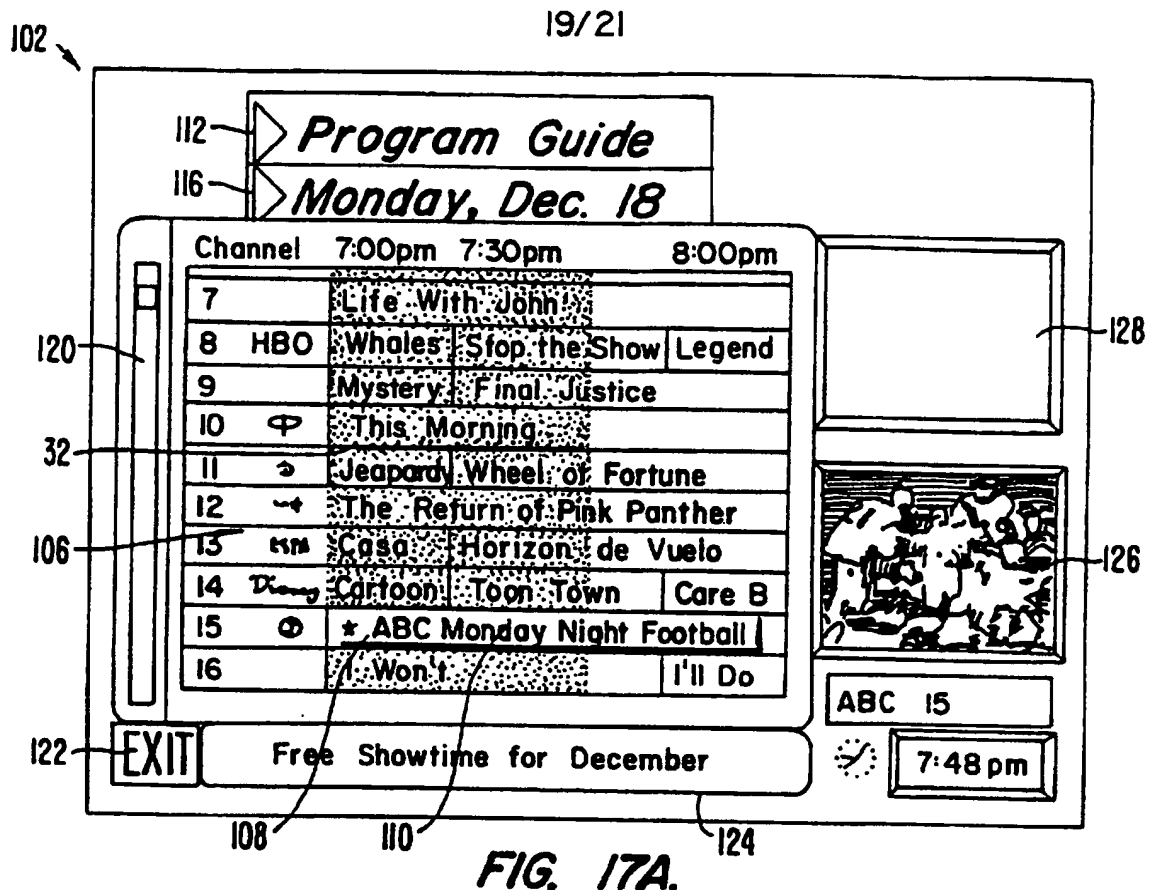 19/21
102
112
Program Guide
116
Monday, Dec. 18
Channel 7:00pm 7:30pm 8:00pm
7 Life With John
8 HBO Whales Stop the Show Legend
128
120
9 Mystery Final Justice
10 This Morning
32
11 Jeapardy Wheel of Fortune
12 The Return of Pink Panther
106
13 KM Casa Horizon de Vuelo
126
14 Disney Cartoon Toon Town Care B
15 * ABC Monday Night Football
16 I Won't I'll Do
ABC 15
122
EXIT
Free Showtime for December
7:48pm
108
110
124
FIG. 17A.